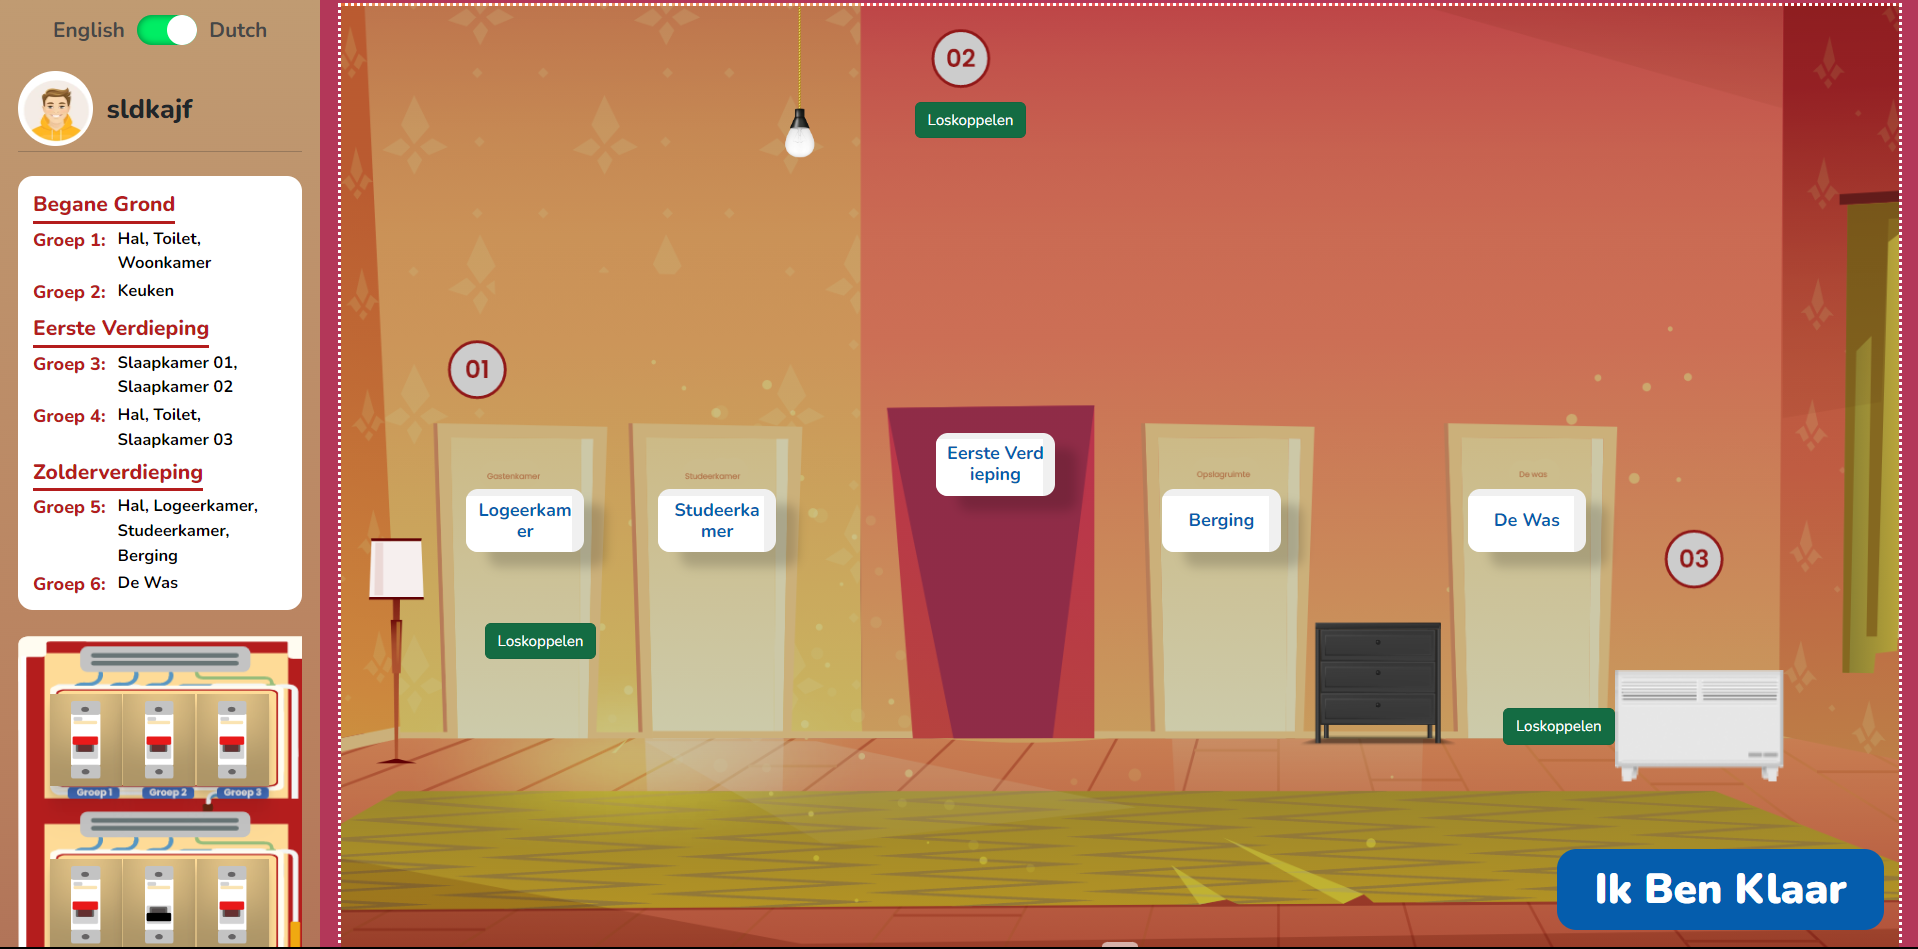 English Dutch
sldkajf
Begane Grond
Groep 1: Hal, Toilet,
Woonkamer
Groep 2: Keuken
Eerste Verdieping
Groep 3: Slaapkamer 01,
Slaapkamer 02
Groep 4: Hal, Toilet,
Slaapkamer 03
Zolderverdieping
Groep 5: Hal, Logeerkamer,
Studeerkamer,
Berging
Groep 6: De Was
Groep 1 Groep 2 Groep 3
02
Loskoppelen
01
Gastenkamer
Logeerkam
er
Loskoppelen
Studeerkamer
Studeerka
mer
Eerste Verd
ieping
Opslagruimte
Berging
De was
De Was
03
Loskoppelen
Ik Ben Klaar